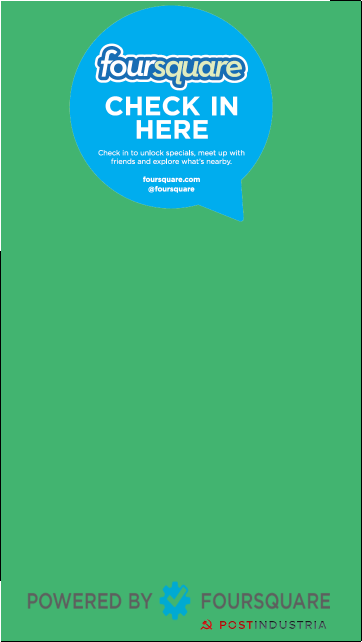 foursquare
CHECK IN
HERE
Check in to unlock specials, meet up with
friends and explore what's nearby.
foursquare.com
@foursquare
POWERED BY FOURSQUARE
POSTINDUSTRIA